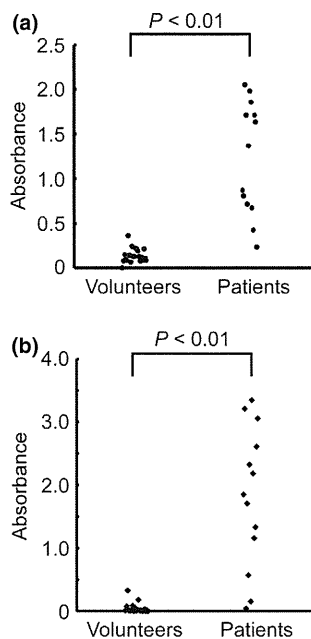 (a)
P < 0.01
2.5
2.0
1.5
1.0
0.5
0
Absorbance
Volunteers Patients
(b)
P < 0.01
4.0
3.0
2.0
1.0
0
Absorbance
Volunteers Patients